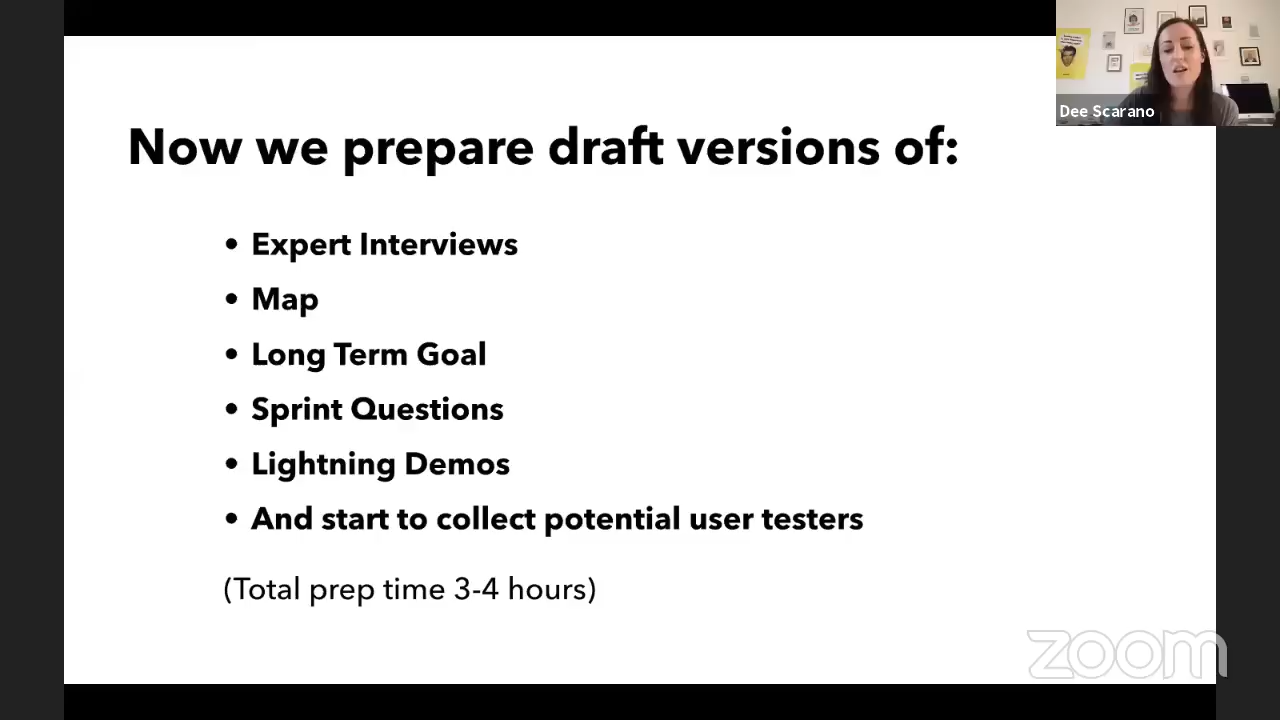 Now we prepare draft versions of:
• Expert Interviews
• Map
• Long Term Goal
• Sprint Questions
• Lightning Demos
• And start to collect potential user testers
(Total prep time 3-4 hours)
Dee Scarano
zoom